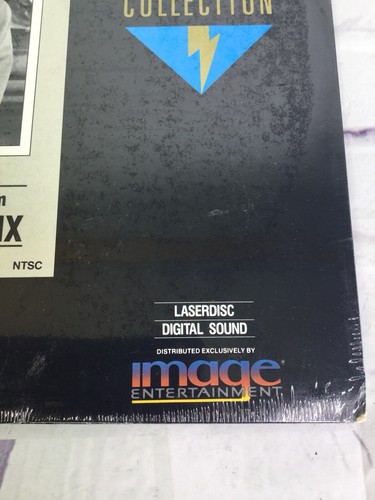 COLLECTION
IX
NTSC
LASERDISC
DIGITAL SOUND
DISTRIBUTED EXCLUSIVELY BY
image
ENTERTAINMENT